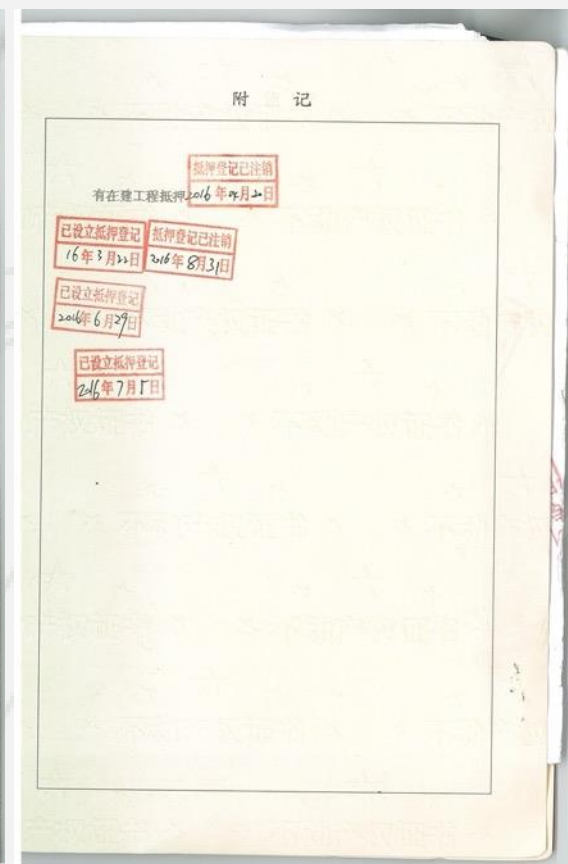 附 记
抵押登记已注销
有在建工程抵押2016年04月20日
已设立抵押登记 抵押登记已注销
16年3月22日 2016年8月31日
已设立抵押登记
2016年6月29日
已设立抵押登记
2016年7月5日